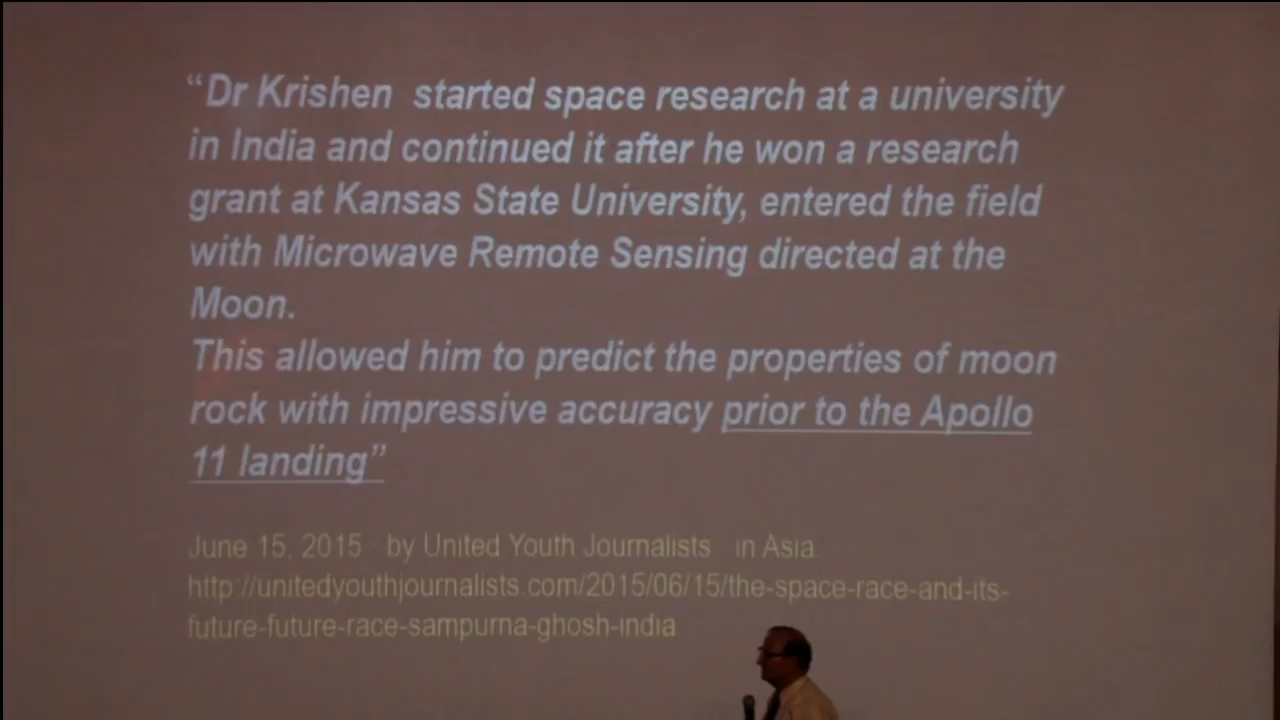 “Dr Krishen started space research at a university
in India and continued it after he won a research
grant at Kansas State University, entered the field
with Microwave Remote Sensing directed at the
Moon.
This allowed him to predict the properties of moon
rock with impressive accuracy prior to the Apollo
11 landing”
June 15, 2015 · by United Youth Journalists · in Asia.
http://unitedyouthjournalists.com/2015/06/15/the-space-race-and-its-
future-future-race-sampurna-ghosh-india